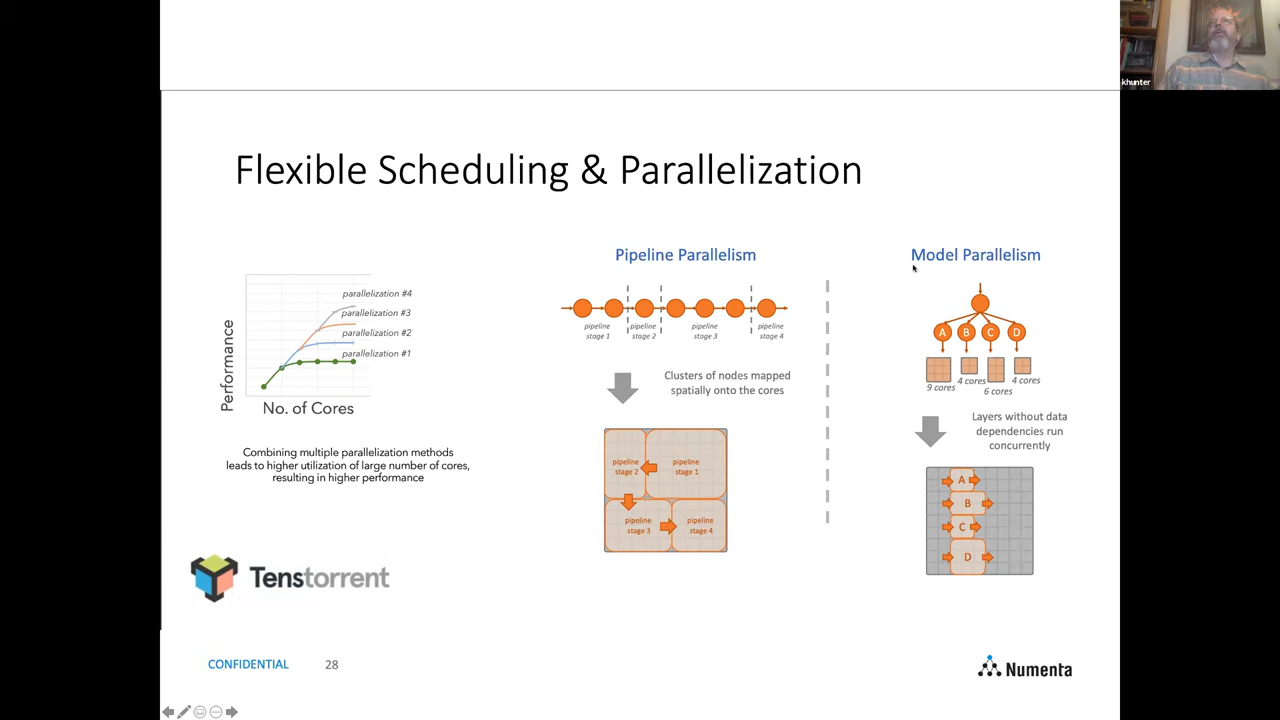 khunter
Flexible Scheduling & Parallelization
Performance
parallelization #4
parallelization #3
parallelization #2
parallelization #1
No. of Cores
Combining multiple parallelization methods
leads to higher utilization of large number of cores,
resulting in higher performance
Tenstorrent
Pipeline Parallelism
pipeline
stage 1
pipeline
stage 2
pipeline
stage 3
pipeline
stage 4
Clusters of nodes mapped
spatially onto the cores
pipeline
stage 2
pipeline
stage 1
pipeline
stage 3
pipeline
stage 4
Model Parallelism
A B C D
9 cores
4 cores
6 cores
4 cores
Layers without data
dependencies run
concurrently
A
B
C
D
CONFIDENTIAL 28
Numenta